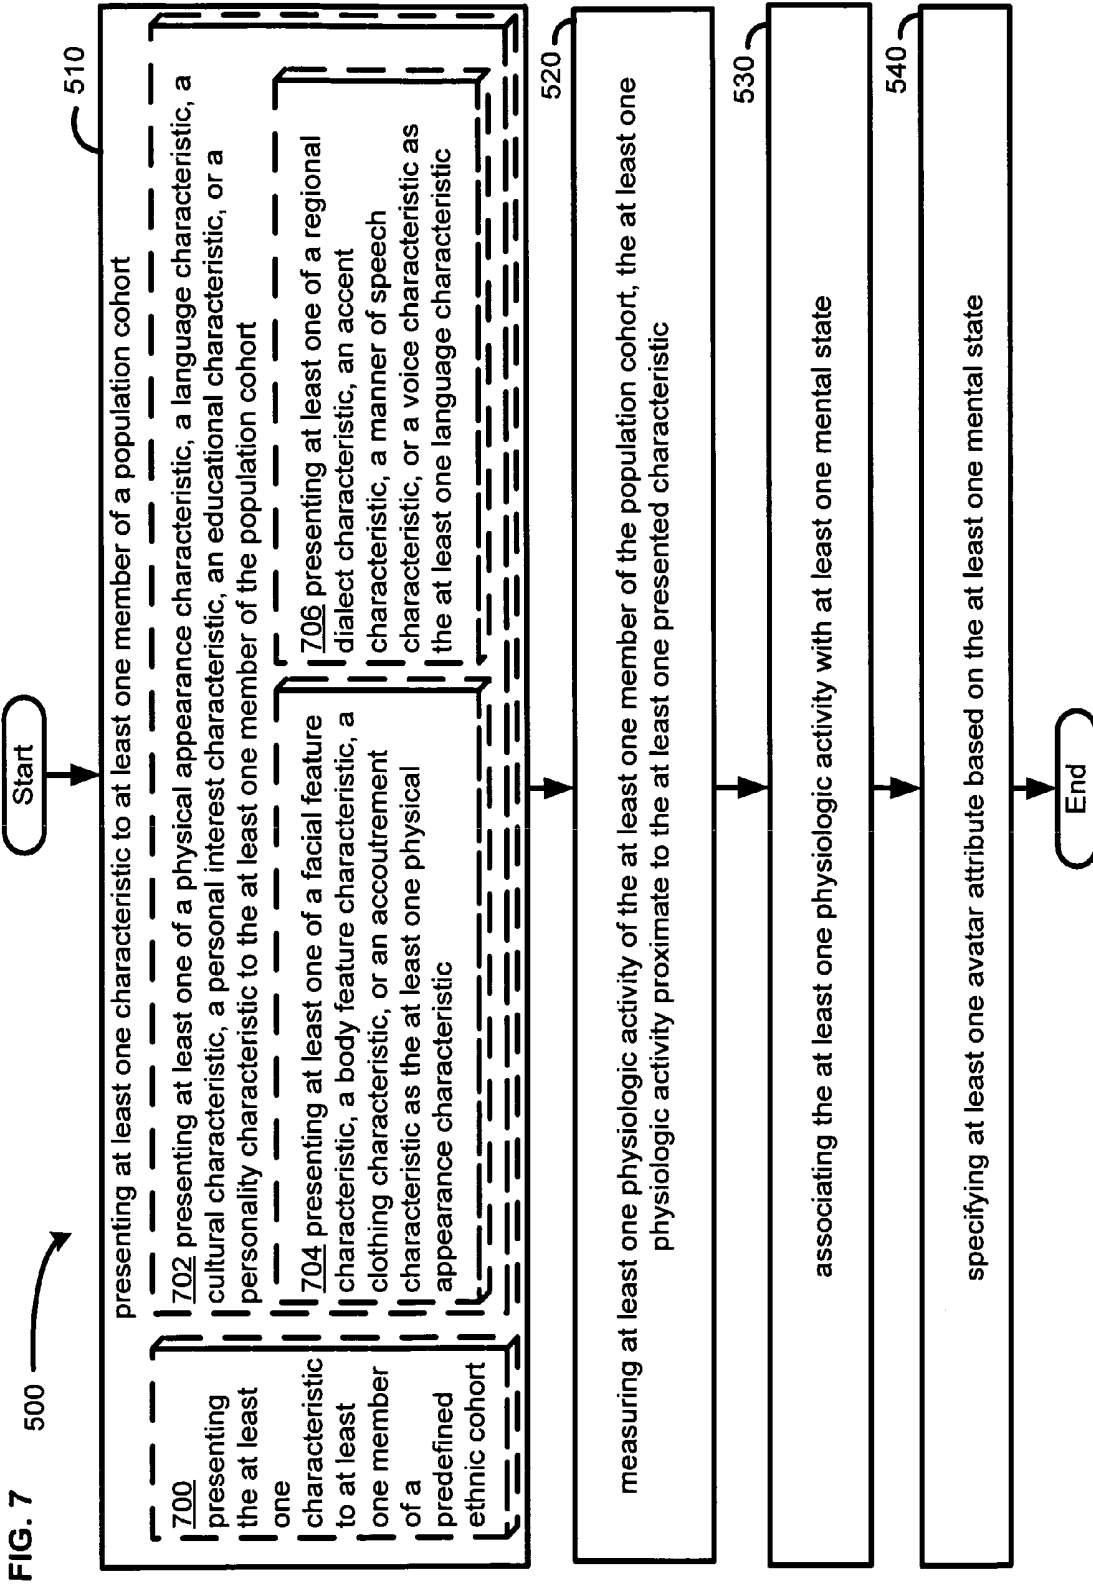 FIG. 7
500
Start
510
presenting at least one characteristic to at least one member of a population cohort
700
presenting
the at least
one
characteristic
to at least
one member
of a
predefined
ethnic cohort
702 presenting at least one of a physical appearance characteristic, a language characteristic, a
cultural characteristic, a personal interest characteristic, an educational characteristic, or a
personality characteristic to the at least one member of the population cohort
704 presenting at least one of a facial feature
characteristic, a body feature characteristic, a
clothing characteristic, or an accoutrement
characteristic as the at least one physical
appearance characteristic
706 presenting at least one of a regional
dialect characteristic, an accent
characteristic, a manner of speech
characteristic, or a voice characteristic as
the at least one language characteristic
520
measuring at least one physiologic activity of the at least one member of the population cohort, the at least one
physiologic activity proximate to the at least one presented characteristic
530
associating the at least one physiologic activity with at least one mental state
540
specifying at least one avatar attribute based on the at least one mental state
End